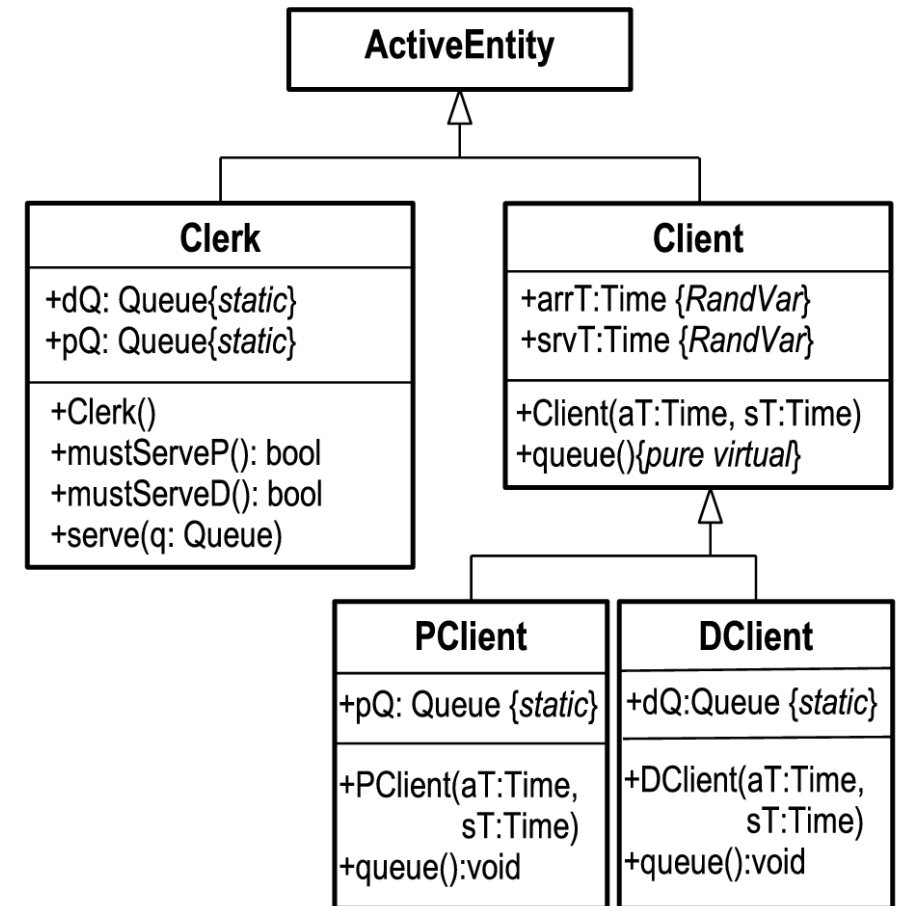 ActiveEntity
Clerk
+dQ: Queue{static}
+pQ: Queue{static}
+Clerk()
+mustServeP(): bool
+mustServeD(): bool
+serve(q: Queue)
Client
+arrT:Time {RandVar}
+srvT:Time {RandVar}
+Client(aT:Time, sT:Time)
+queue(){pure virtual}
PClient
+pQ: Queue {static}
+PClient(aT:Time,
sT:Time)
+queue():void
DClient
+dQ:Queue {static}
+DClient(aT:Time,
sT:Time)
+queue():void